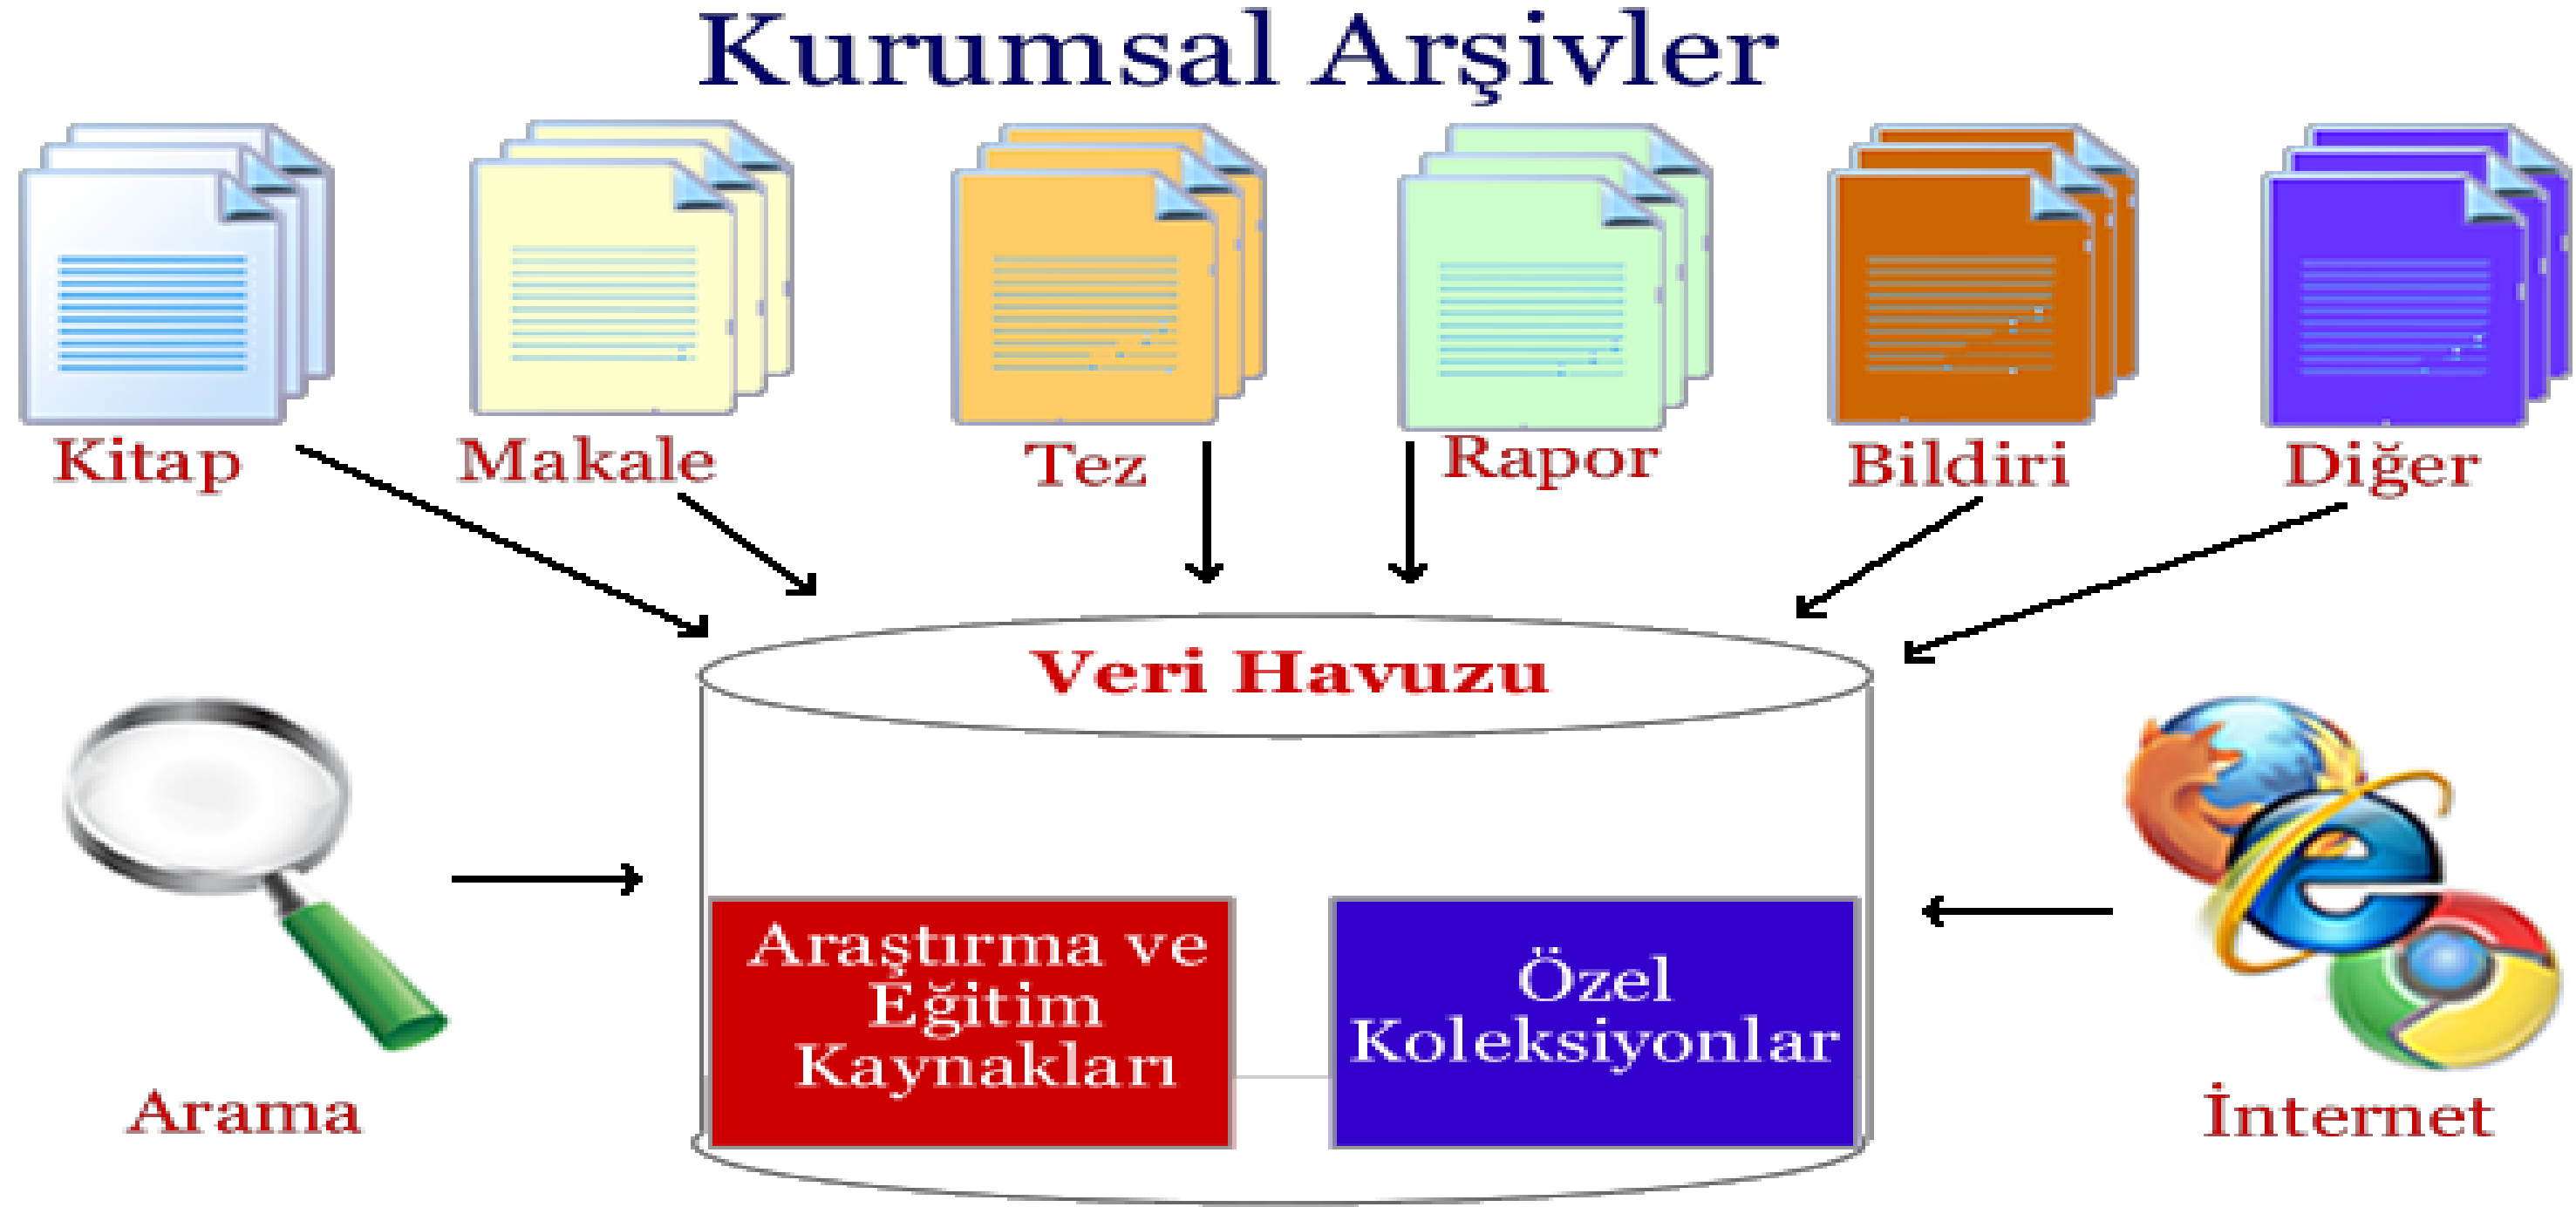 Kurumsal Arşivler
Kitap
Makale
Tez
Rapor
Bildiri
Diğer
Veri Havuzu
Araştırma ve
Eğitim
Kaynakları
Özel
Koleksiyonlar
Arama
İnternet